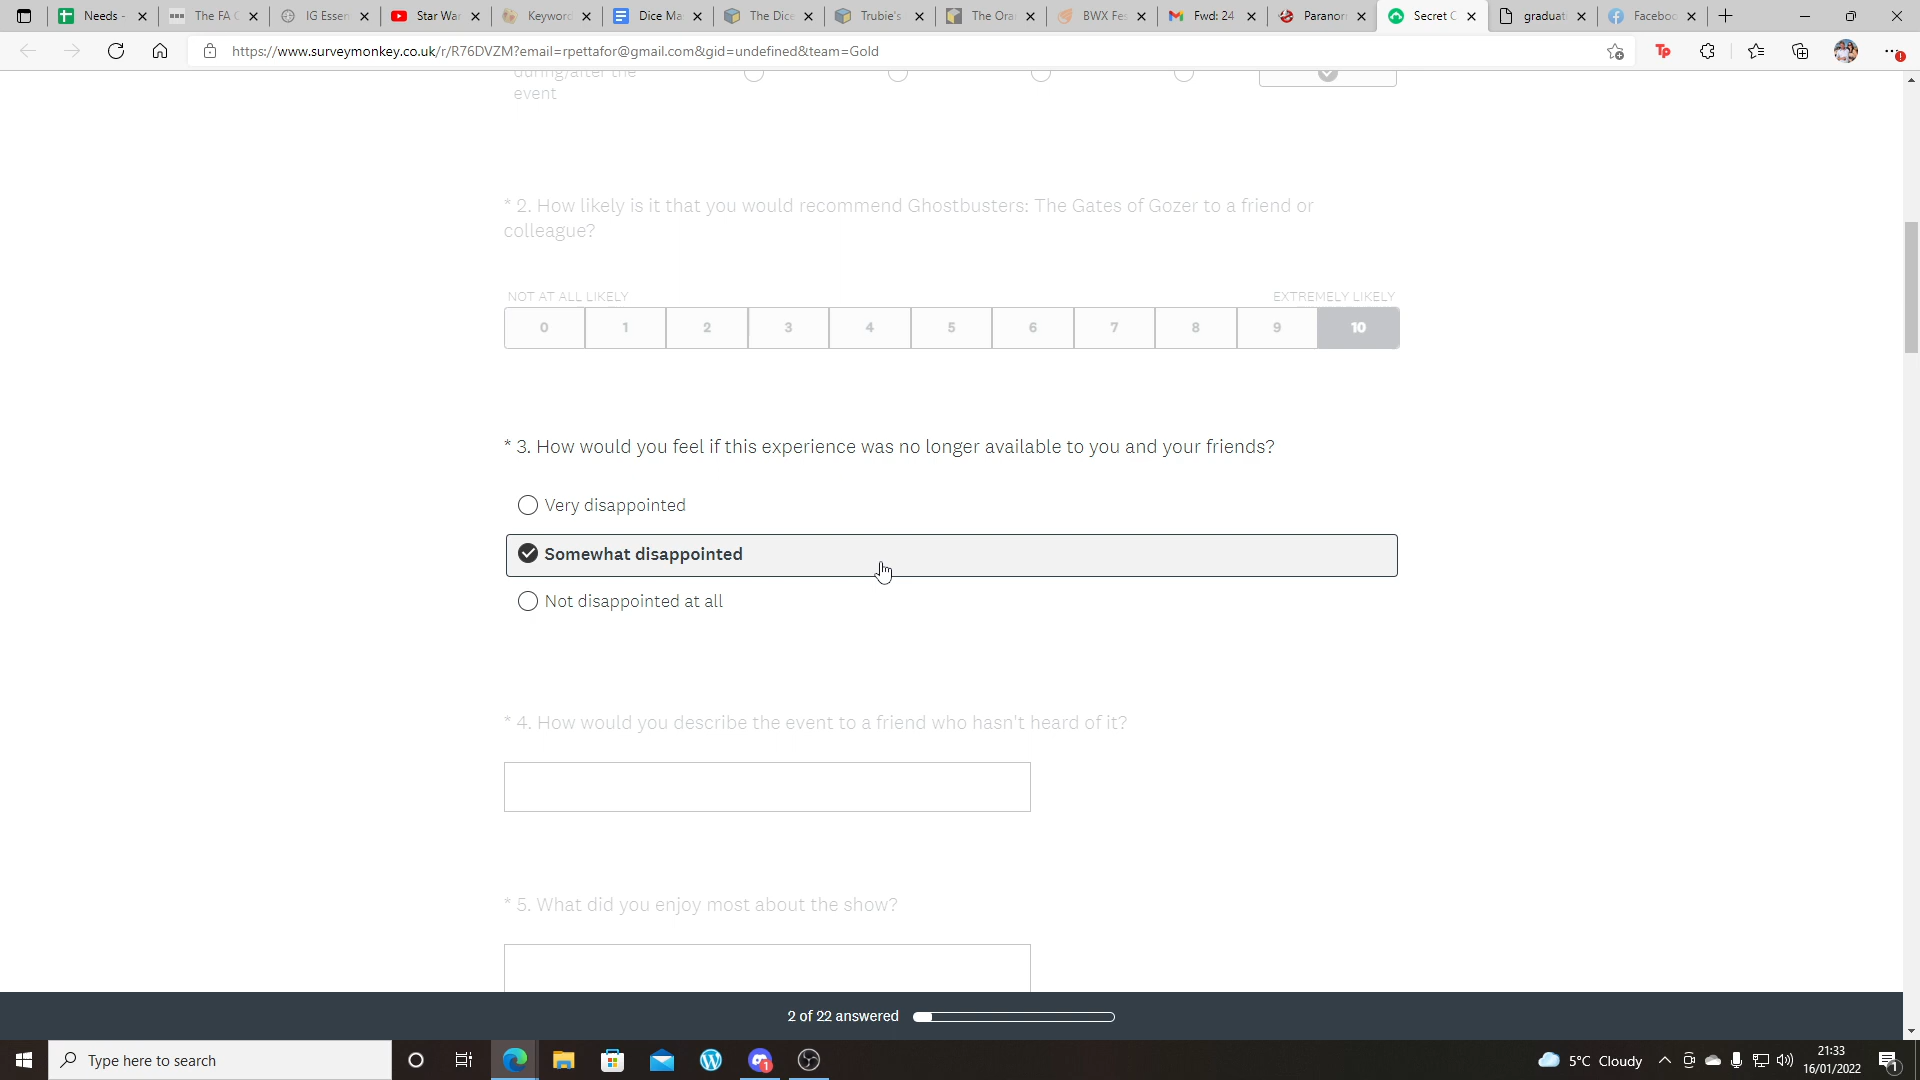 Needs -
The FA C
IG Essen
Star Wa
Keyword
Dice Ma
The Dice
Trubie's
The Ora
BWX Fes
Fwd: 24
Paranor
Secret C
graduat
Faceboo
https://www.surveymonkey.co.uk/r/R76DVZM?email=rpettafor@gmail.com&gid=undefined&team=Gold
Tp
during/after the
event
* 2. How likely is it that you would recommend Ghostbusters: The Gates of Gozer to a friend or
colleague?
NOT AT ALL LIKELY EXTREMELY LIKELY
0 1 2 3 4 5 6 7 8 9 10
* 3. How would you feel if this experience was no longer available to you and your friends?
Very disappointed
Somewhat disappointed
Not disappointed at all
* 4. How would you describe the event to a friend who hasn't heard of it?
* 5. What did you enjoy most about the show?
2 of 22 answered
Type here to search
1
5°C Cloudy
21:33
16/01/2022
1